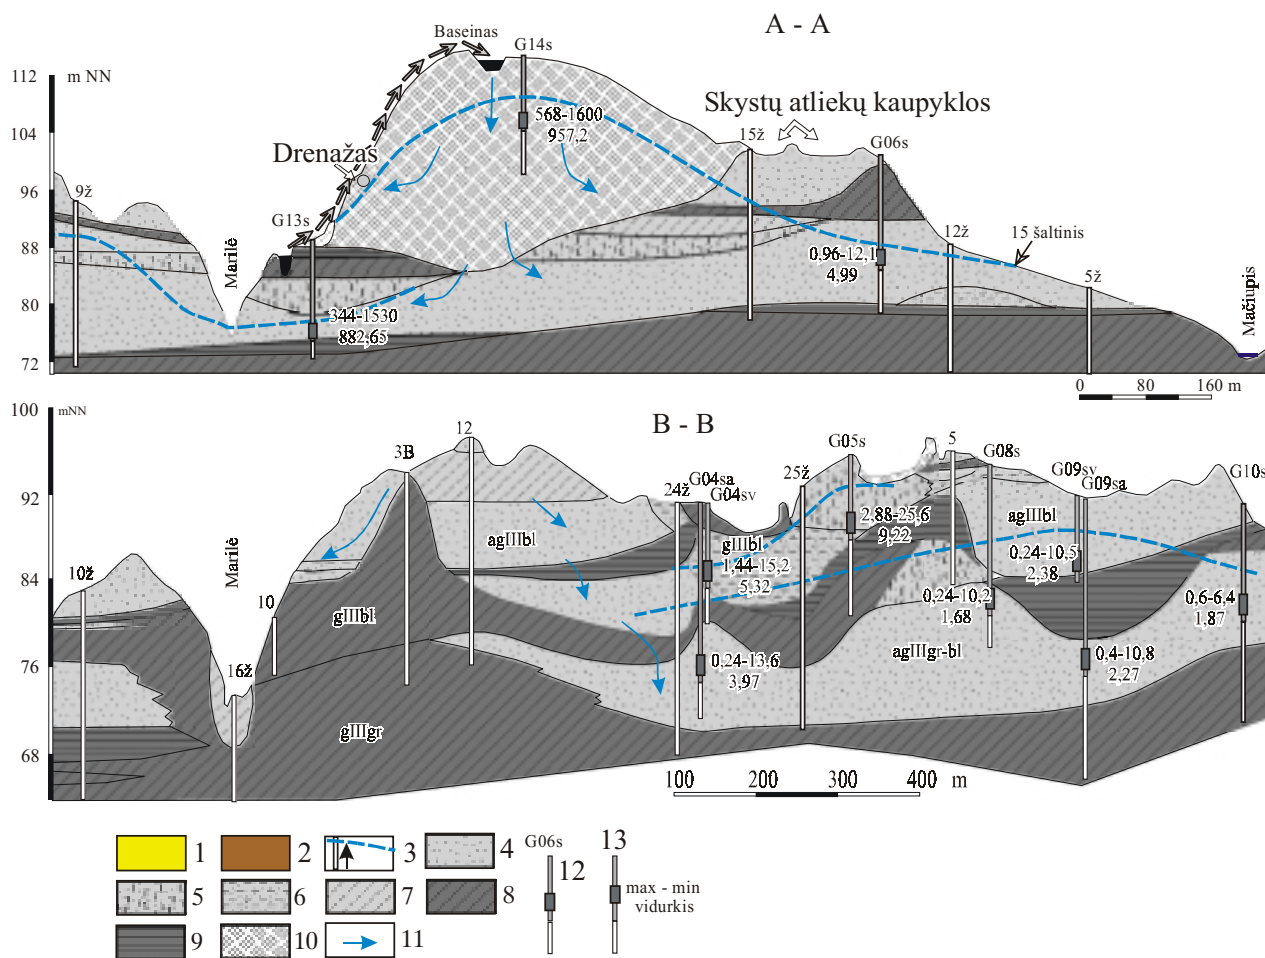 A - A
Baseinas
G14s
112
m NN
568-1600
957,2
104
Skystų atliekų kaupyklos
15ž
G06s
Drenažas
96
9ž
G13s
88
Marilė
12ž
15 šaltinis
0,96-12,1
4,99
5ž
80
344-1530
882,65
Mačiupis
72
0 80 160 m
100
mNN
B - B
12
3B
G05s
5
G08s
G04sa
G04sv
24ž
25ž
G09sv
G09sa
G10s
92
2,88-25,6
9,22
agIIIbl
agIIIbl
gIIIbl
1,44-15,2
5,32
0,24-10,5
2,38
84
10ž
Marilė
10
gIIIbl
0,24-10,2
1,68
0,6-6,4
1,87
76
16ž
0,24-13,6
3,97
agIIIgr-bl
0,4-10,8
2,27
gIIIgr
68
100 200 300 400 m
1 2 3 4
5 6 7 8
9 10 11
G06s
12
13
max - min
vidurkis